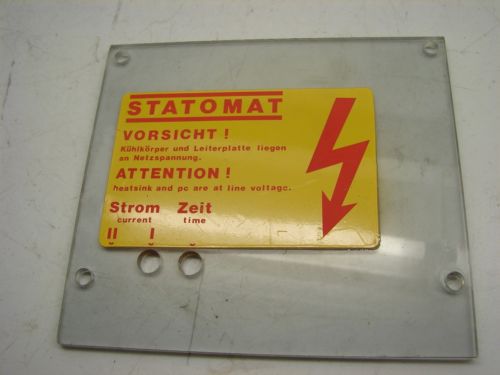 STATOMAT
VORSICHT !
Kühlkörper und Leiterplatte liegen
an Netzspannung.
ATTENTION !
heatsink and pc are at line voltage.
Strom Zeit
current time